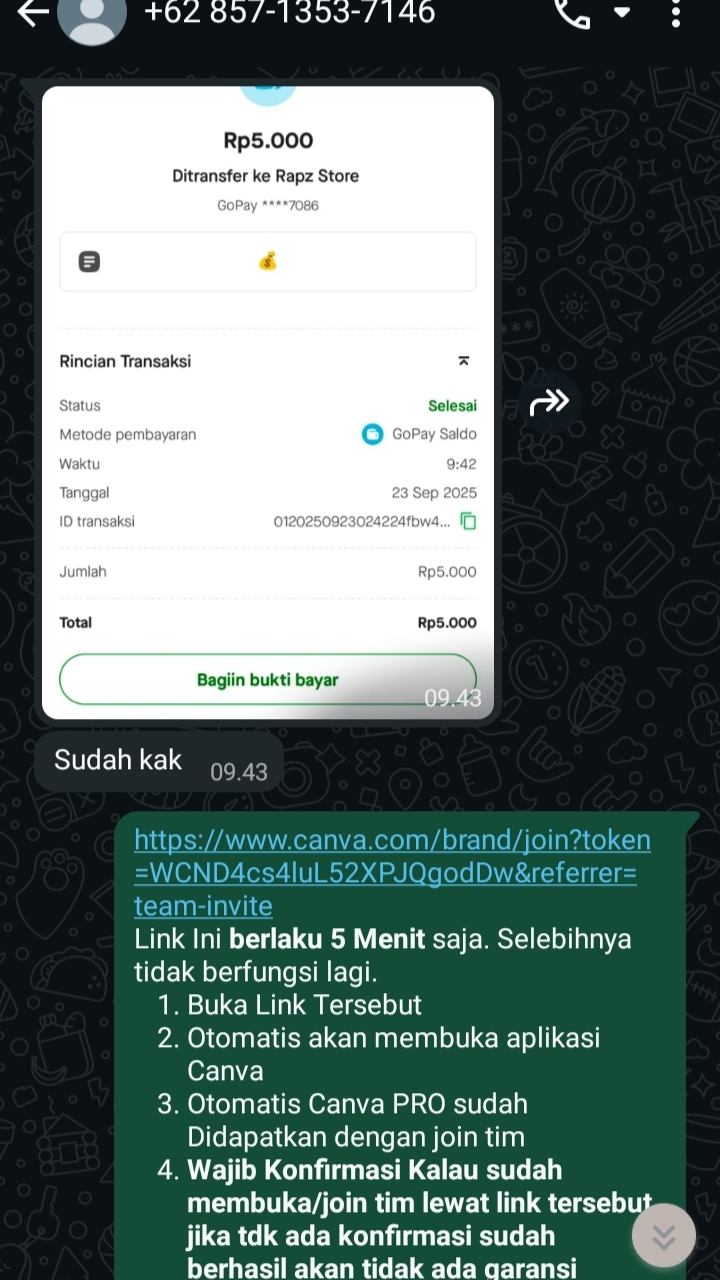 +62 857-1353-7146
Rp5.000
Ditransfer ke Rapz Store
GoPay ****7086
Rincian Transaksi
Status Selesai
Metode pembayaran GoPay Saldo
Waktu 9:42
Tanggal 23 Sep 2025
ID transaksi 0120250923024224fbw4...
Jumlah Rp5.000
Total Rp5.000
Bagiin bukti bayar
09.43
Sudah kak 09.43
https://www.canva.com/brand/join?token
=WCND4cs4luL52XPJQgodDw&referrer=
team-invite
Link Ini berlaku 5 Menit saja. Selebihnya
tidak berfungsi lagi.
1. Buka Link Tersebut
2. Otomatis akan membuka aplikasi
Canva
3. Otomatis Canva PRO sudah
Didapatkan dengan join tim
4. Wajib Konfirmasi Kalau sudah
membuka/join tim lewat link tersebut
jika tdk ada konfirmasi sudah
berhasil akan tidak ada garansi